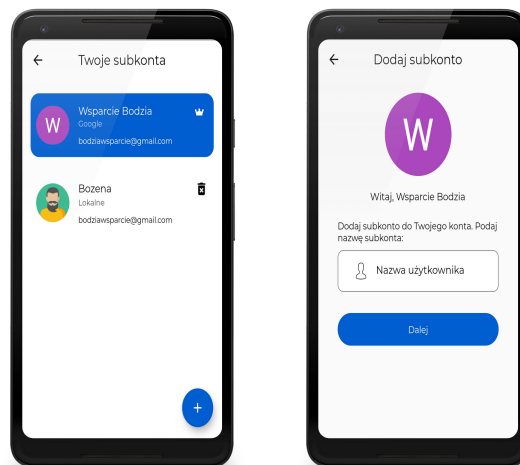 Twoje subkonta
W
Wsparcie Bodzia
Google
bodziawsparcie@gmail.com
Bozena
Lokalne
bodziawsparcie@gmail.com
+
Dodaj subkonto
W
Witaj, Wsparcie Bodzia
Dodaj subkonto do Twojego konta. Podaj
nazwę subkonta:
Nazwa użytkownika
Dalej